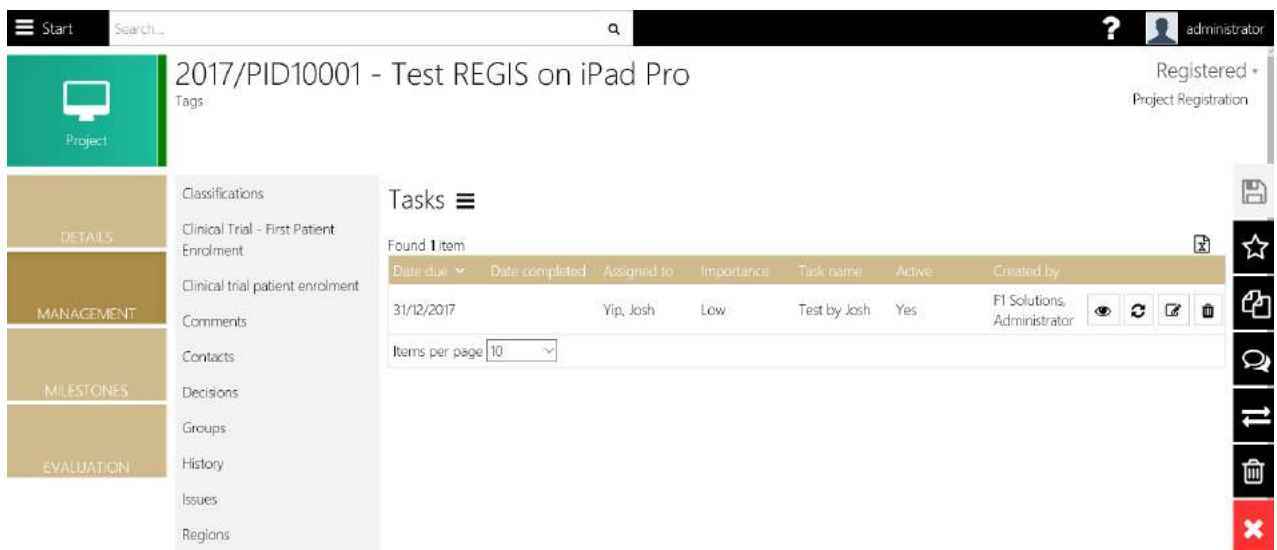 Start
Search...
?
administrator
2017/PID10001 - Test REGIS on iPad Pro
Tags
Registered
Project Registration
Project
DETAILS
MANAGEMENT
MILESTONES
EVALUATION
Classifications
Clinical Trial - First Patient
Enrolment
Clinical trial patient enrolment
Comments
Contacts
Decisions
Groups
History
Issues
Regions
Tasks
Found 1 item
Date due Date completed Assigned to Importance Task name Active Created by
31/12/2017 Yip, Josh Low Test by Josh Yes F1 Solutions,
Administrator
Items per page 10